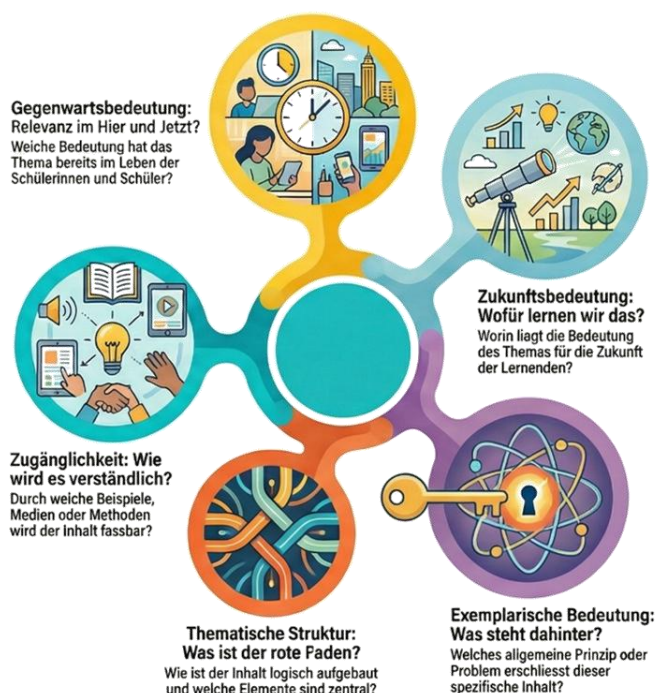 Gegenwartsbedeutung:
Relevanz im Hier und Jetzt?
Weiche Bedeutung hat das
Thema bereits im Leben der
Schülerinnen und Schüler?
Zukunftsbedeutung:
Wofür lernen wir das?
Worin liagt die Bedeutung
des Themas für die Zukunft
der Lernenden?
Zugänglichkeit: Wie
wird es verständlich?
Durch weiche Beispiele,
Medien oder Methoden
wird der Inhalt fassbar?
Thematische Struktur:
Was ist der rote Faden?
Wie ist der Inhalt logisch aufgebaut
und welche Elemente sind zentral?
Exemplarische Bedeutung:
Was steht dahinter?
Welches allgemeine Prinzip oder
Problem erschliesst dieser
spezifische Inhalt?